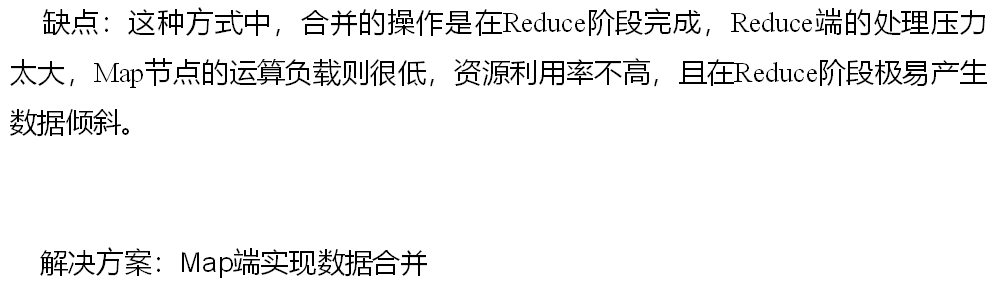 缺点：这种方式中，合并的操作是在Reduce阶段完成，Reduce端的处理压力
太大，Map节点的运算负载则很低，资源利用率不高，且在Reduce阶段极易产生
数据倾斜。
解决方案：Map端实现数据合并